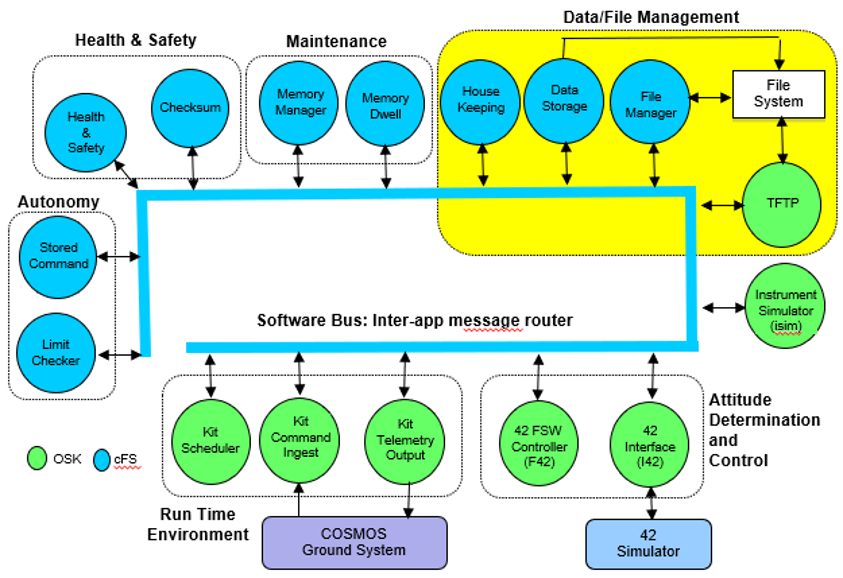 Data/File Management
Health & Safety
Maintenance
Health
&
Safety
Checksum
Memory
Manager
Memory
Dwell
House
Keeping
Data
Storage
File
Manager
File
System
TFTP
Autonomy
Stored
Command
Limit
Checker
Instrument
Simulator
(isim)
Software Bus: Inter-app message router
Kit
Scheduler
Kit
Command
Ingest
Kit
Telemetry
Output
42 FSW
Controller
(F42)
42
Interface
(I42)
Attitude
Determination
and
Control
OSK
cFS
Run Time
Environment
COSMOS
Ground System
42
Simulator